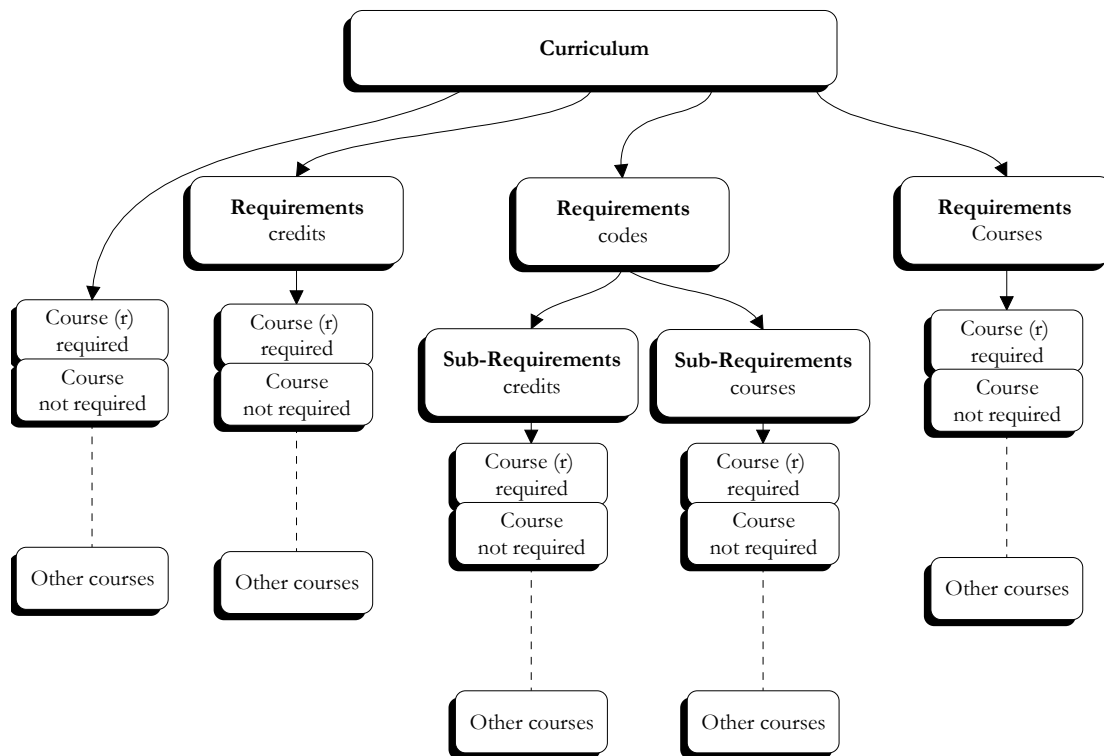 Curriculum
Requirements
credits
Requirements
codes
Requirements
Courses
Course (r)
required
Course
not required
Other courses
Course (r)
required
Course
not required
Other courses
Sub-Requirements
credits
Course (r)
required
Course
not required
Other courses
Sub-Requirements
courses
Course (r)
required
Course
not required
Other courses
Course (r)
required
Course
not required
Other courses